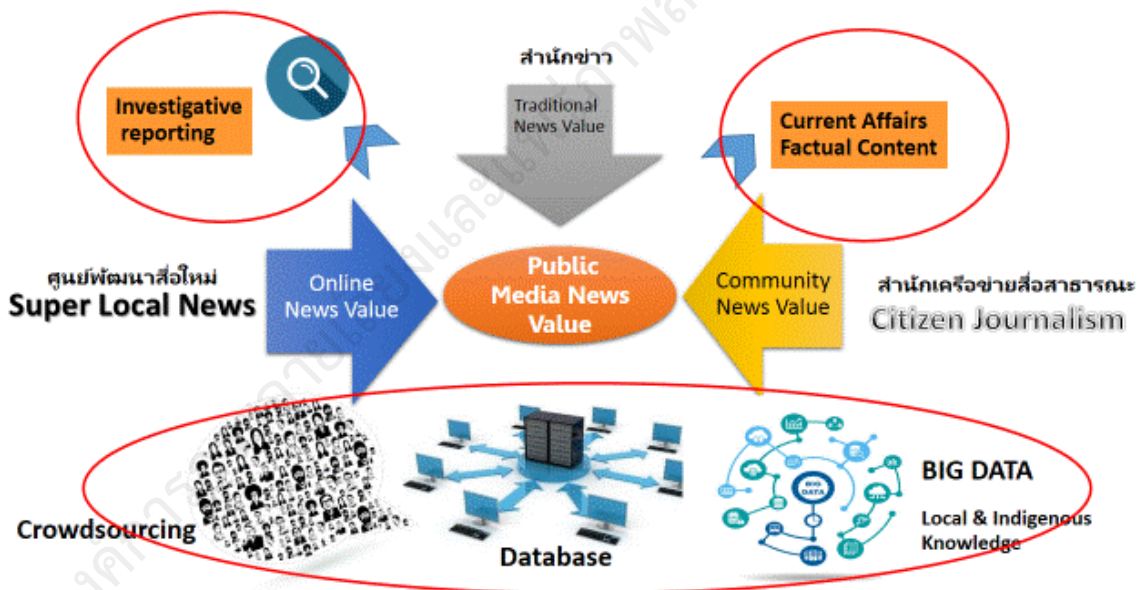 สำนักข่าว
Traditional
News Value
Investigative
reporting
Current Affairs
Factual Content
ศูนย์พัฒนาสื่อใหม่
Super Local News
Online
News Value
Public
Media News
Value
Community
News Value
สำนักเครือข่ายสื่อสาธารณะ
Citizen Journalism
Crowdsourcing
Database
BIG
DATA
BIG DATA
Local & Indigenous
Knowledge